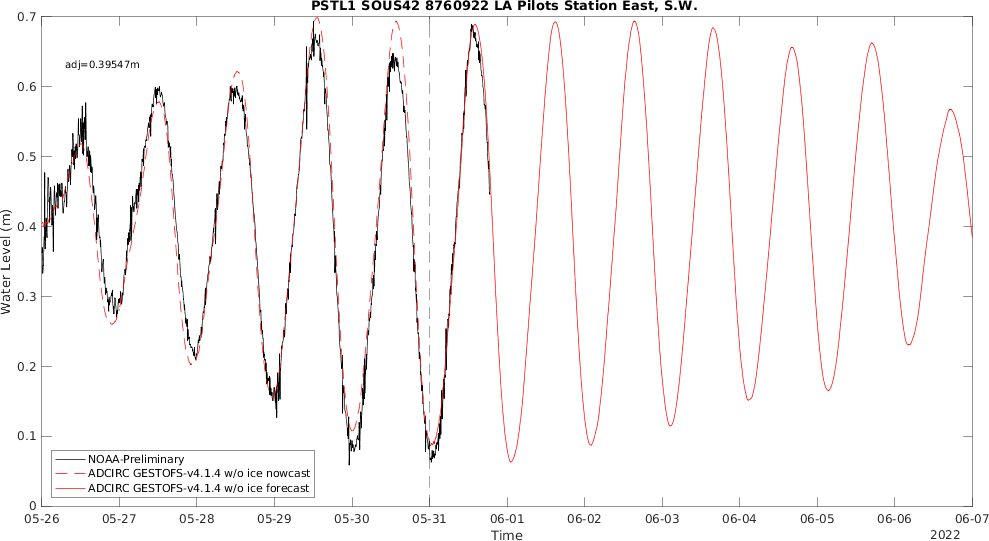 PSTL1 SOUS42 8760922 LA Pilots Station East, S.W.
0.7
adj=0.39547m
0.6
0.5
0.4
0.3
0.2
0.1
0
Water Level (m)
NOAA-Preliminary
ADCIRC GESTOFS-v4.1.4 w/o ice nowcast
ADCIRC GESTOFS-v4.1.4 w/o ice forecast
05-26 05-27 05-28 05-29 05-30 05-31 06-01 06-02 06-03 06-04 06-05 06-06 06-07
Time
2022